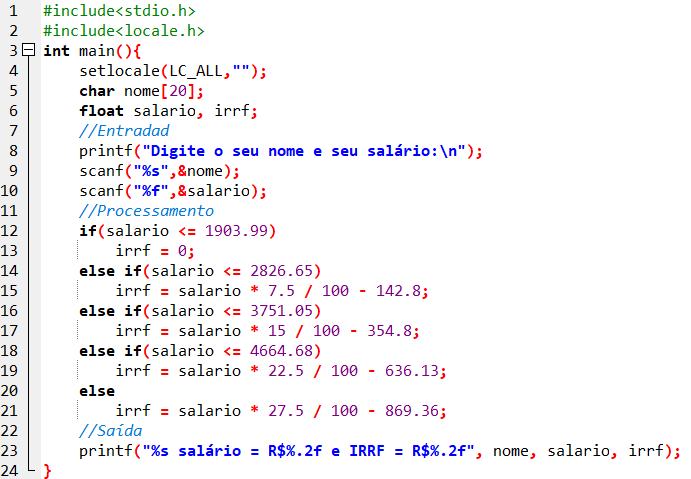 1 #include<stdio.h>
2 #include<locale.h>
3 int main(){
4 setlocale(LC_ALL,"");
5 char nome[20];
6 float salario, irrf;
7 //Entradad
8 printf("Digite o seu nome e seu salário:\n");
9 scanf("%s",&nome);
10 scanf("%f",&salario);
11 //Processamento
12 if(salario <= 1903.99)
13 irrf = 0;
14 else if(salario <= 2826.65)
15 irrf = salario * 7.5 / 100 - 142.8;
16 else if(salario <= 3751.05)
17 irrf = salario * 15 / 100 - 354.8;
18 else if(salario <= 4664.68)
19 irrf = salario * 22.5 / 100 - 636.13;
20 else
21 irrf = salario * 27.5 / 100 - 869.36;
22 //Saída
23 printf("%s salário = R$%.2f e IRRF = R$%.2f", nome, salario, irrf);
24 }